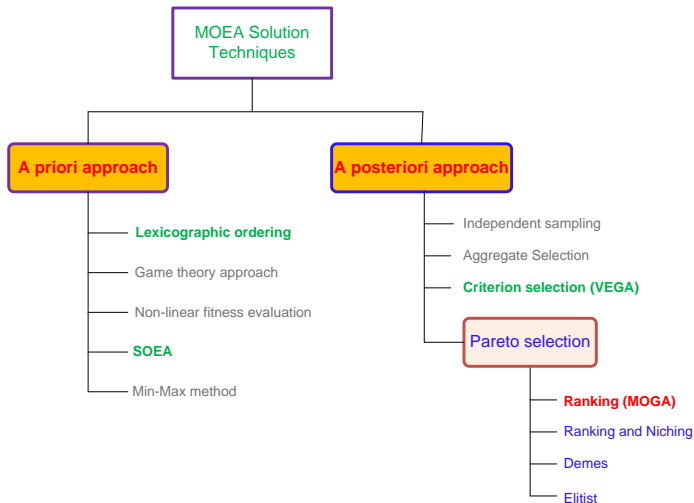 MOEA Solution
Techniques
A priori approach
Lexicographic ordering
Game theory approach
Non-linear fitness evaluation
SOEA
Min-Max method
A posteriori approach
Independent sampling
Aggregate Selection
Criterion selection (VEGA)
Pareto selection
Ranking (MOGA)
Ranking and Niching
Demes
Elitist